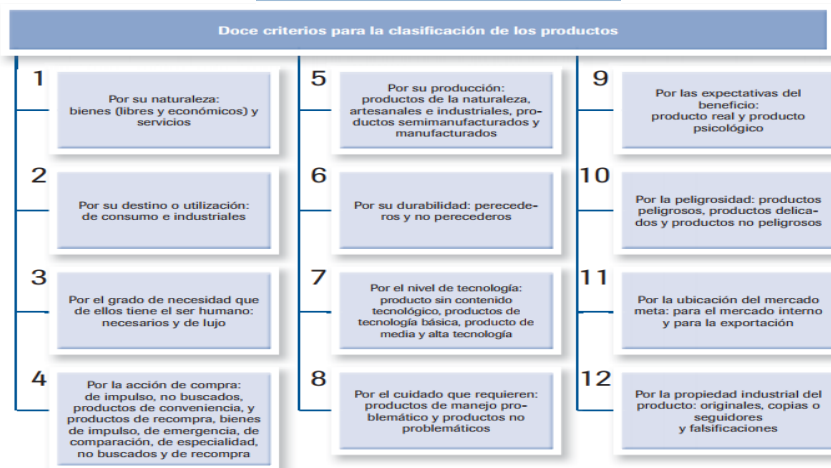 Doce criterios para la clasificación de los productos
1
Por su naturaleza:
bienes (libres y económicos) y
servicios
2
Por su destino o utilización:
de consumo e industriales
3
Por el grado de necesidad que
de ellos tiene el ser humano:
necesarios y de lujo
4
Por la acción de compra:
de impulso, no buscados,
productos de conveniencia, y
productos de recompra, bienes
de impulso, de emergencia, de
comparación, de especialidad,
no buscados y de recompra
5
Por su producción:
productos de la naturaleza,
artesanales e industriales, pro-
ductos semimanufacturados y
manufacturados
6
Por su durabilidad: perecede-
ros y no perecederos
7
Por el nivel de tecnología:
producto sin contenido
tecnológico, productos de
tecnología básica, producto de
media y alta tecnología
8
Por el cuidado que requieren:
productos de manejo pro-
blemático y productos no
problemáticos
9
Por las expectativas del
beneficio:
producto real y producto
psicológico
10
Por la peligrosidad: productos
peligrosos, productos delica-
dos y productos no peligrosos
11
Por la ubicación del mercado
meta: para el mercado interno
y para la exportación
12
Por la propiedad industrial del
producto: originales, copias o
seguidores
y falsificaciones